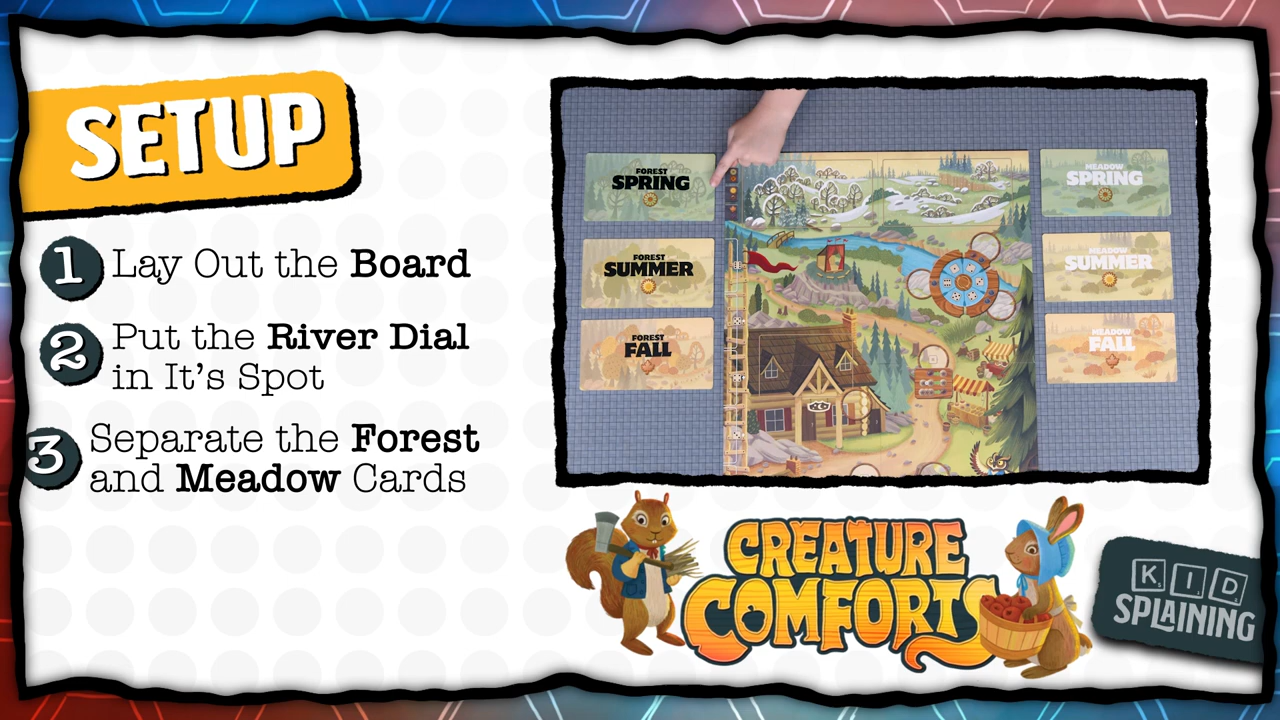 SETUP
1 Lay Out the Board
2 Put the River Dial
in It's Spot
3 Separate the Forest
and Meadow Cards
FOREST
SPRING
FOREST
SUMMER
FOREST
FALL
MEADOW
SPRING
MEADOW
SUMMER
MEADOW
FALL
CREATURE
COMFORTS
KID
SPLAINING